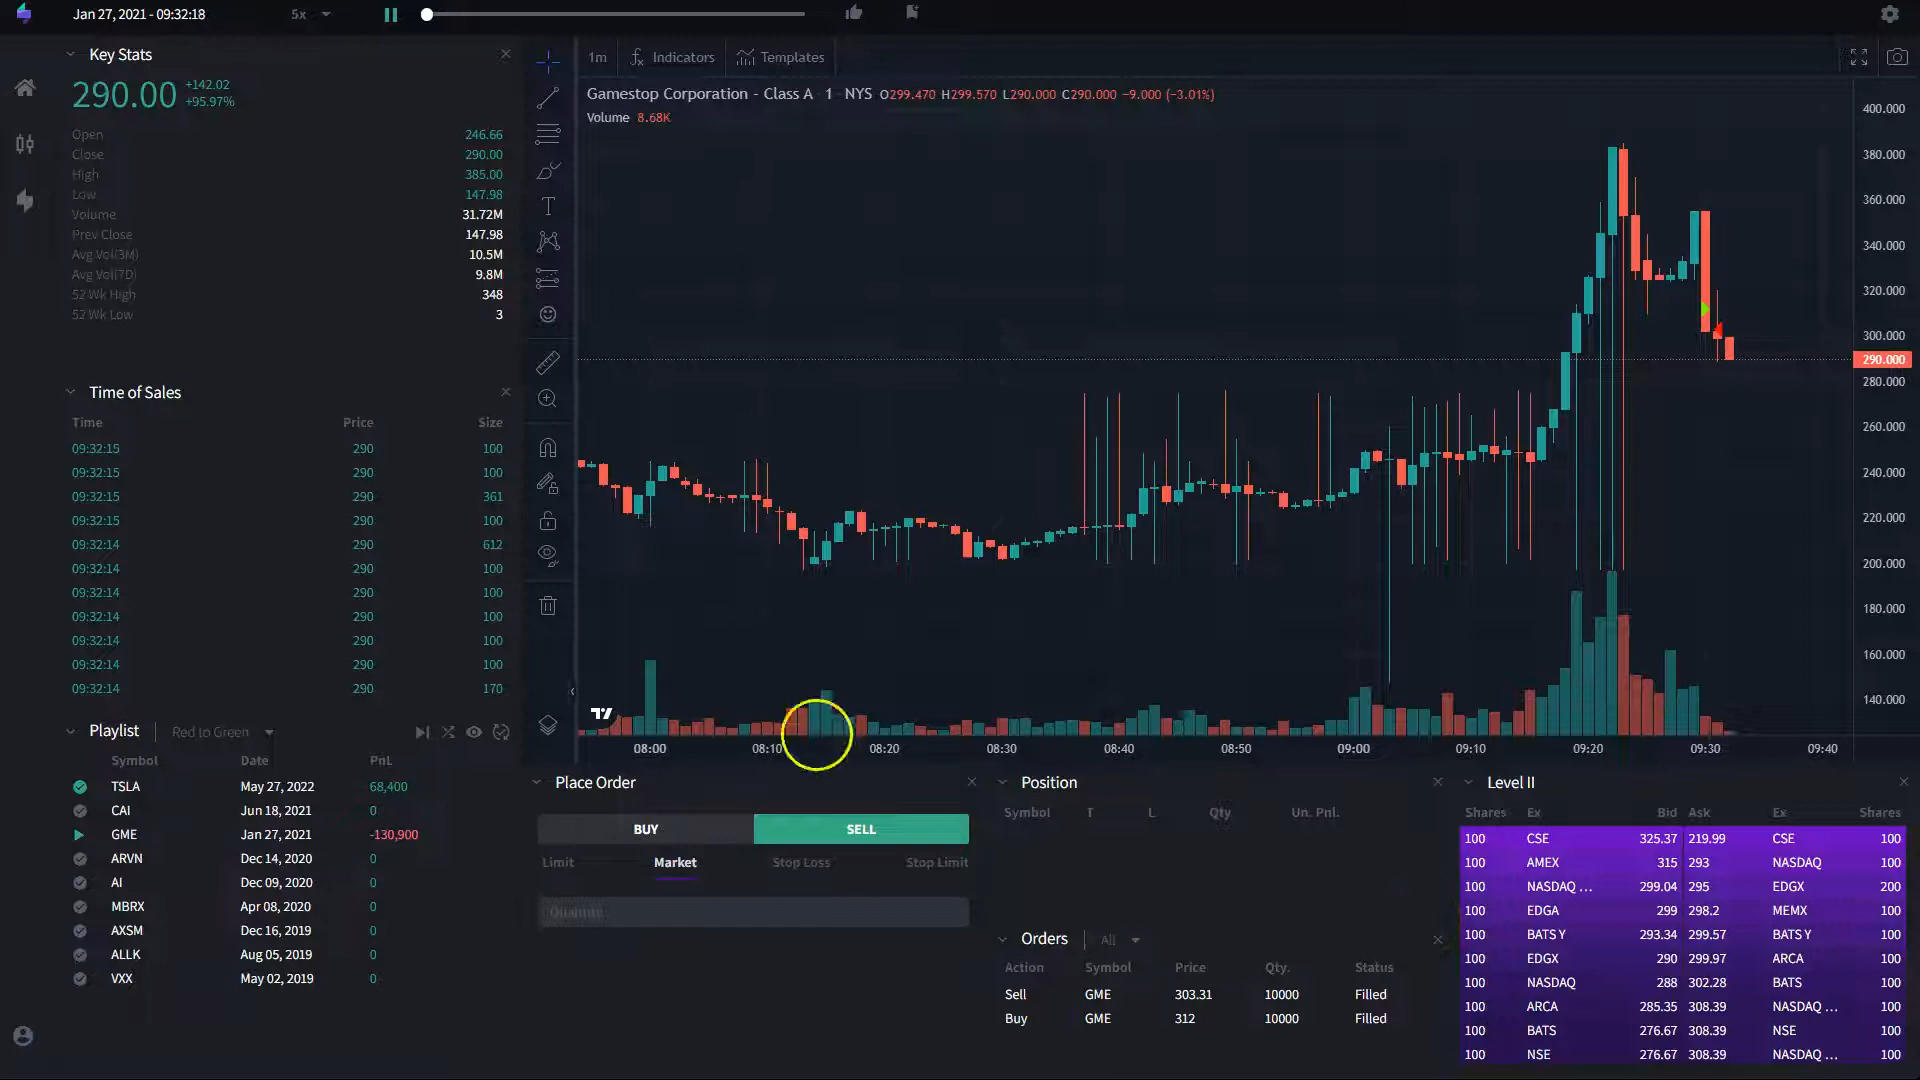 Jan 27, 2021 - 09:32:18 5x
Key Stats
290.00 +142.02
+95.97%
Open 246.66
Close 290.00
High 385.00
Low 147.98
Volume 31.72M
Prev Close 147.98
Avg Vol(3M) 10.5M
Avg Vol(7D) 9.8M
52 Wk High 348
52 Wk Low 3
Time of Sales
Time Price Size
09:32:15 290 100
09:32:15 290 100
09:32:15 290 361
09:32:15 290 100
09:32:14 290 612
09:32:14 290 100
09:32:14 290 100
09:32:14 290 100
09:32:14 290 100
09:32:14 290 100
09:32:14 290 170
Playlist Red to Green
Symbol Date PnL
TSLA May 27, 2022 68,400
CAI Jun 18, 2021 0
GME Jan 27, 2021 -130,900
ARVN Dec 14, 2020 0
AI Dec 09, 2020 0
MBRX Apr 08, 2020 0
AXSM Dec 16, 2019 0
ALLK Aug 05, 2019 0
VXX May 02, 2019 0
1m Indicators Templates
Gamestop Corporation - Class A 1 NYS O299.470 H299.570 L290.000 C290.000 −9.000 (−3.01%)
Volume 8.68K
400.000
380.000
360.000
340.000
320.000
300.000
290.000
280.000
260.000
240.000
220.000
200.000
180.000
160.000
140.000
08:00 08:10 08:20 08:30 08:40 08:50 09:00 09:10 09:20 09:30 09:40
Place Order
BUY SELL
Limit Market Stop Loss Stop Limit
Quantity
Position
Symbol T L Qty Un. Pnl.
Orders All
Action Symbol Price Qty. Status
Sell GME 303.31 10000 Filled
Buy GME 312 10000 Filled
Level II
Shares Ex Bid Ask Ex Shares
100 CSE 325.37 219.99 CSE 100
100 AMEX 315 293 NASDAQ 100
100 NASDAQ ... 299.04 295 EDGX 200
100 EDGA 299 298.2 MEMX 100
100 BATS Y 293.34 299.57 BATS Y 100
100 EDGX 290 299.97 ARCA 100
100 NASDAQ 288 302.28 BATS 100
100 ARCA 285.35 308.39 NASDAQ ... 100
100 BATS 276.67 308.39 NSE 100
100 NSE 276.67 308.39 NASDAQ ... 100